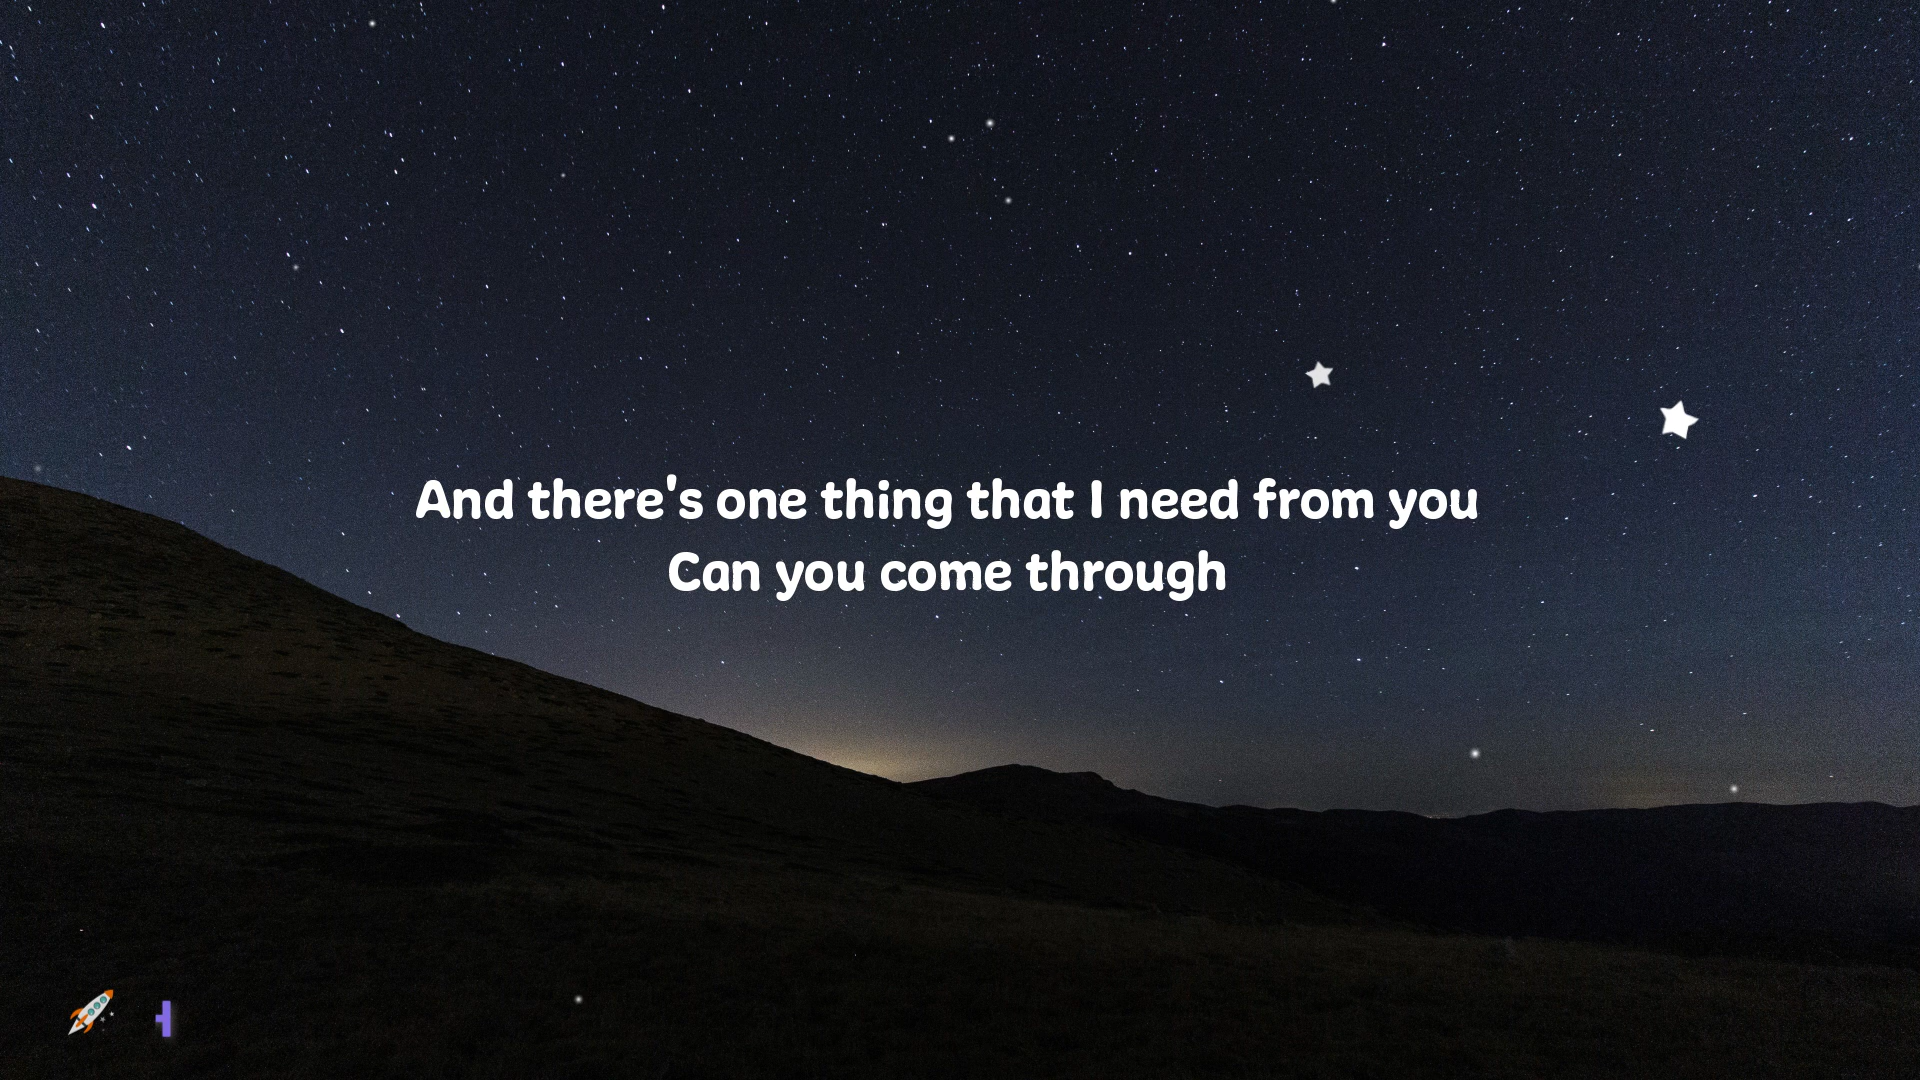 And there's one thing that I need from you
Can you come through